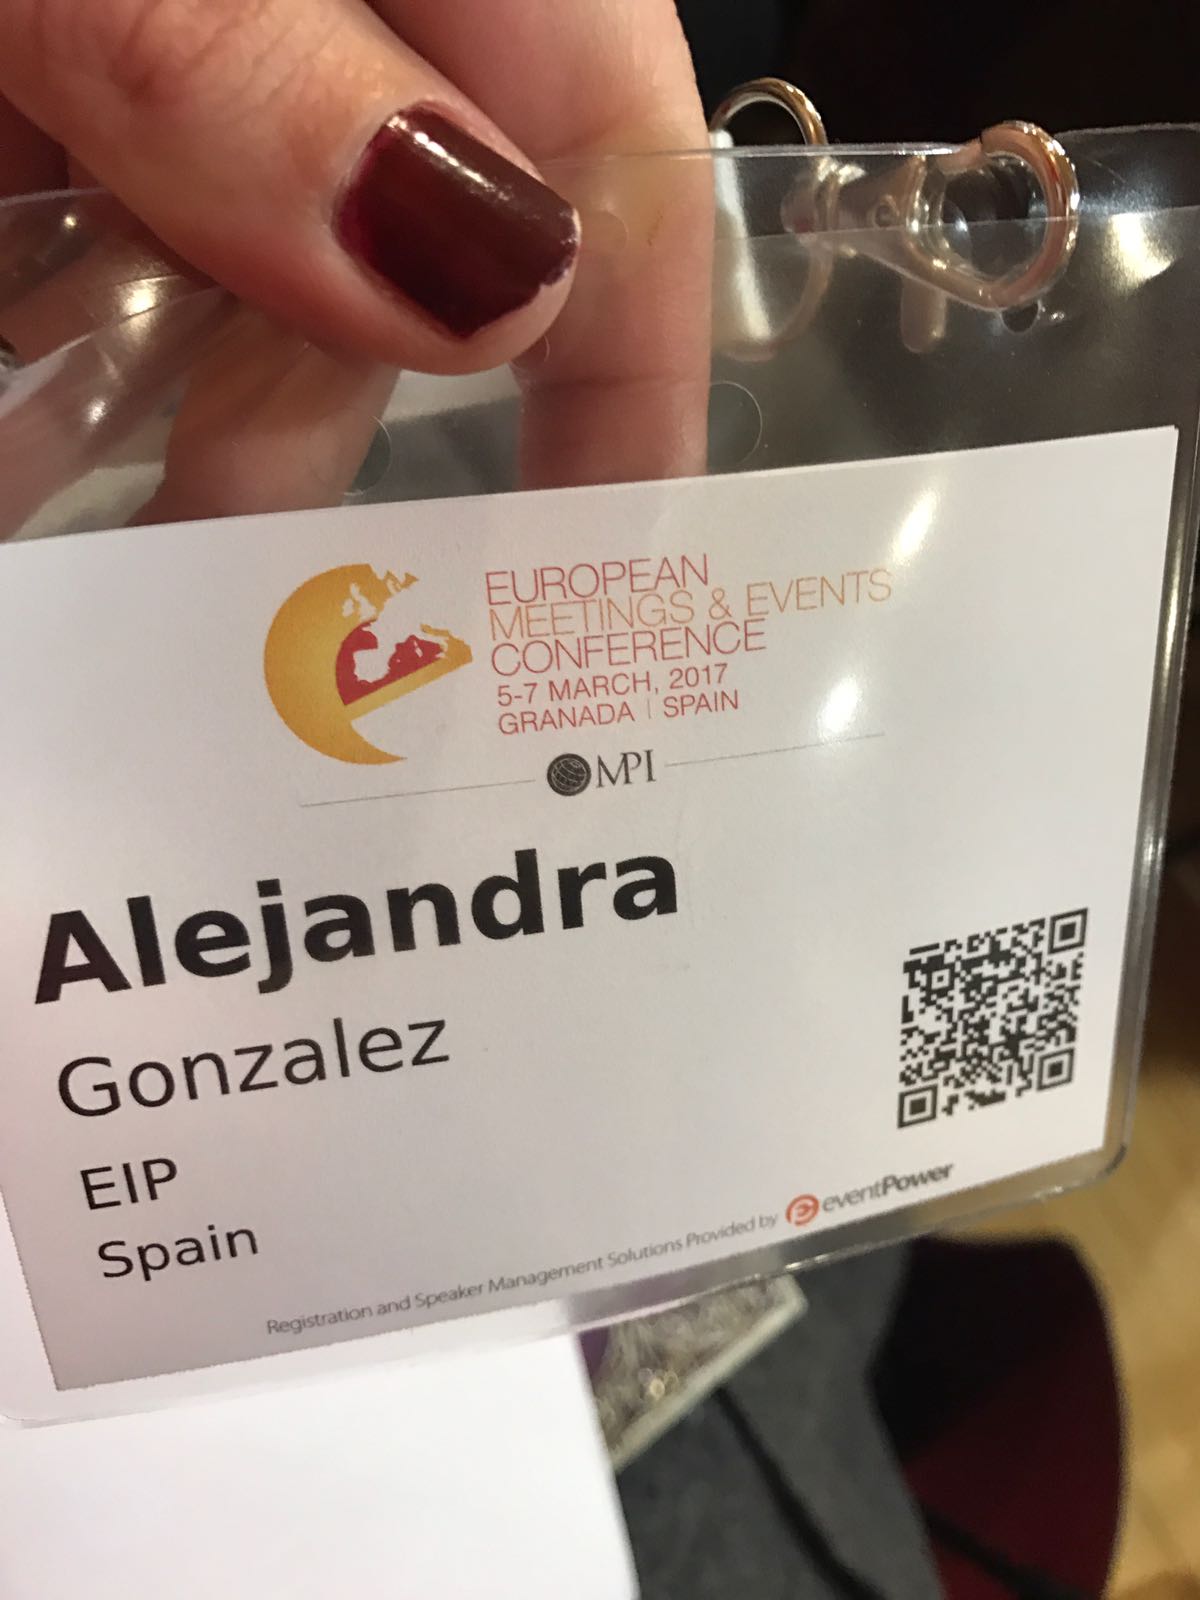 EUROPEAN
MEETINGS & EVENTS
CONFERENCE
5-7 MARCH, 2017
GRANADA | SPAIN
MPI
Alejandra
Gonzalez
EIP
Spain
Registration and Speaker Management Solutions Provided by eventPower